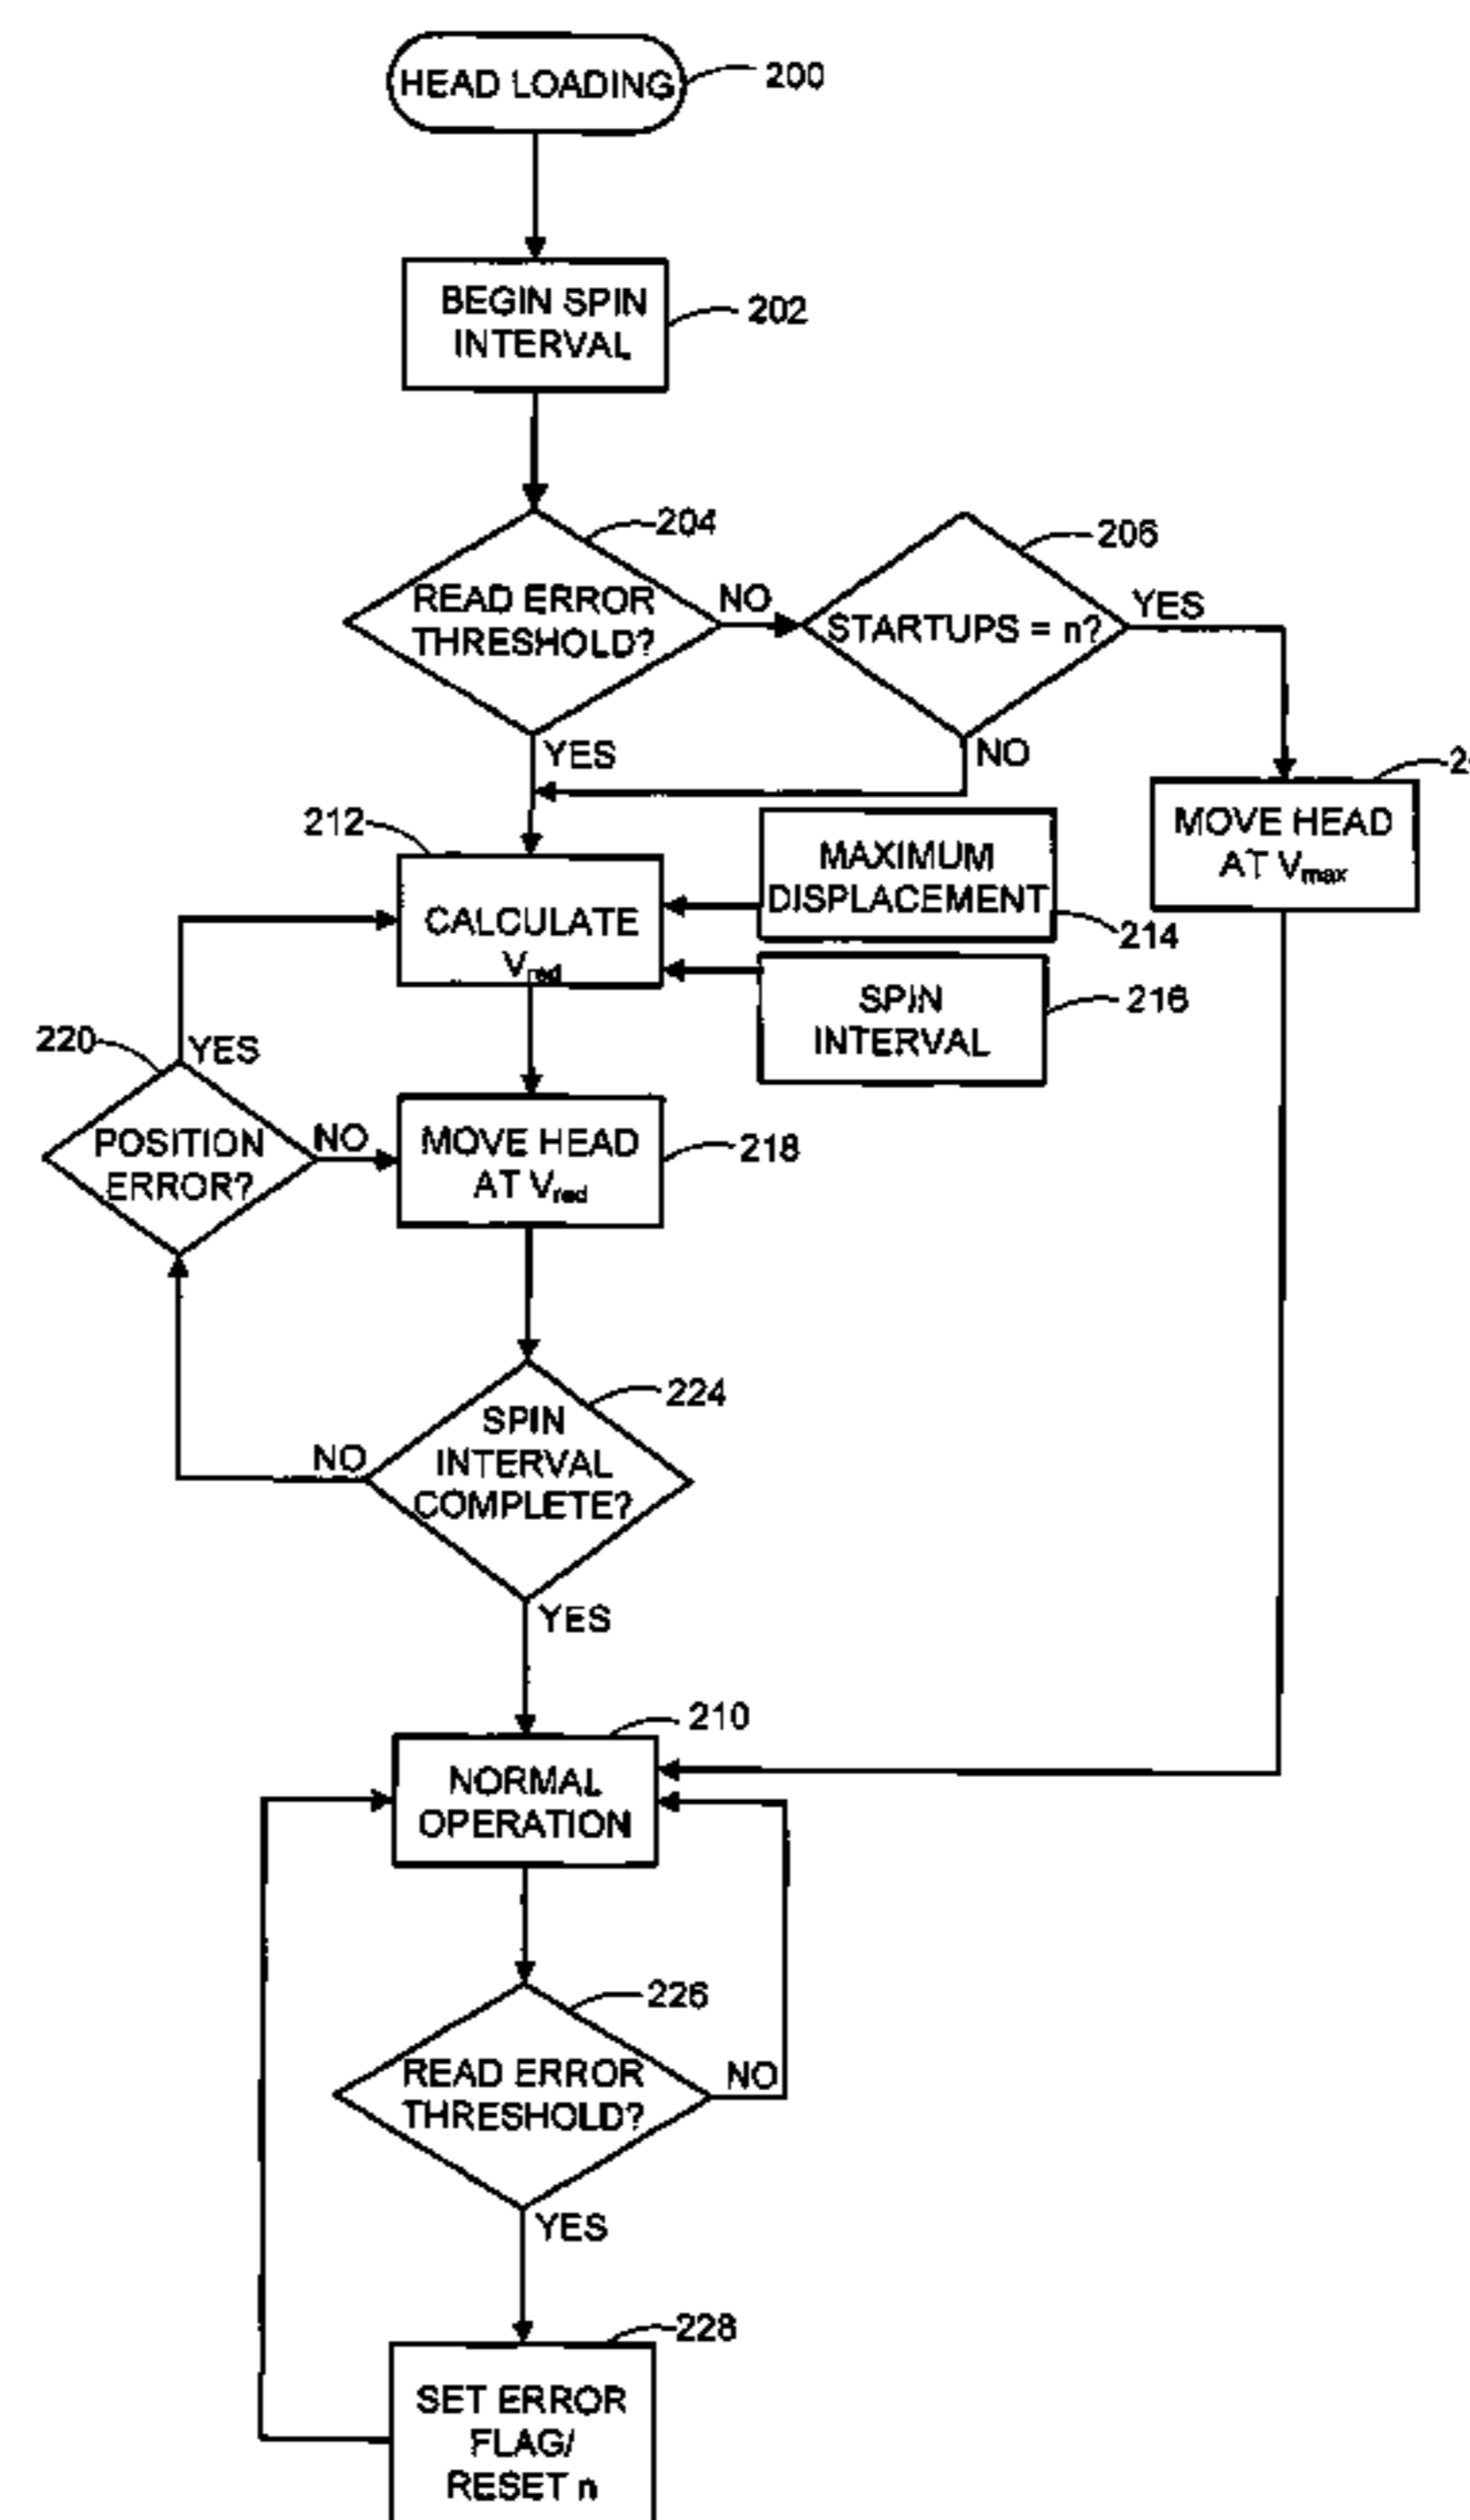 HEAD LOADING
200
BEGIN SPIN
INTERVAL
202
204
READ ERROR
THRESHOLD?
NO
YES
206
STARTUPS = n?
YES
NO
MOVE HEAD
AT Vmax
212
CALCULATE
Vred
MAXIMUM
DISPLACEMENT
214
SPIN
INTERVAL
216
220
YES
POSITION
ERROR?
NO
MOVE HEAD
AT Vred
218
224
SPIN
INTERVAL
COMPLETE?
NO
YES
210
NORMAL
OPERATION
226
READ ERROR
THRESHOLD?
NO
YES
228
SET ERROR
FLAG/
RESET n